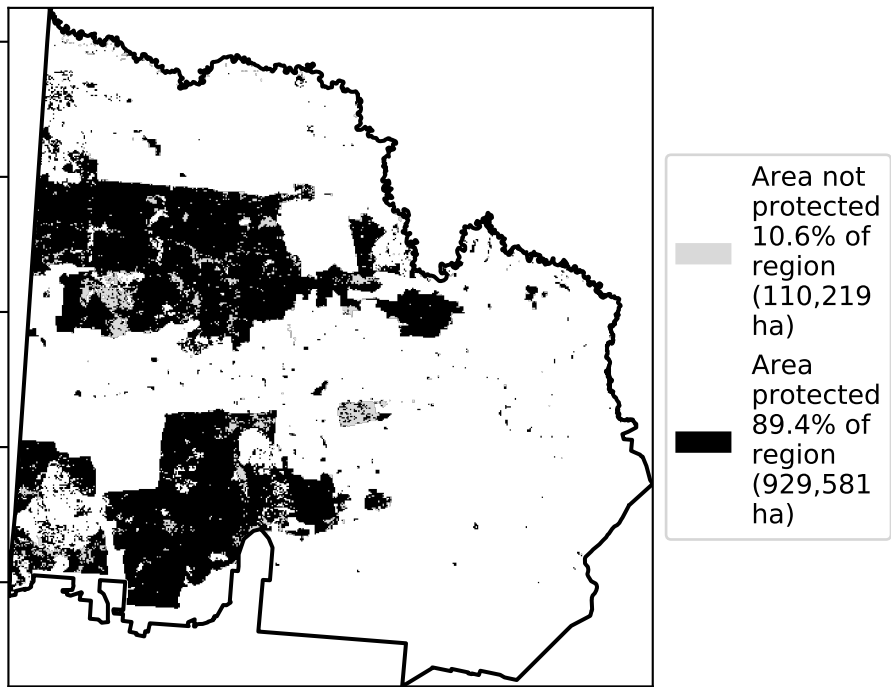 Area not
protected
10.6% of
region
(110,219
ha)
Area
protected
89.4% of
region
(929,581
ha)